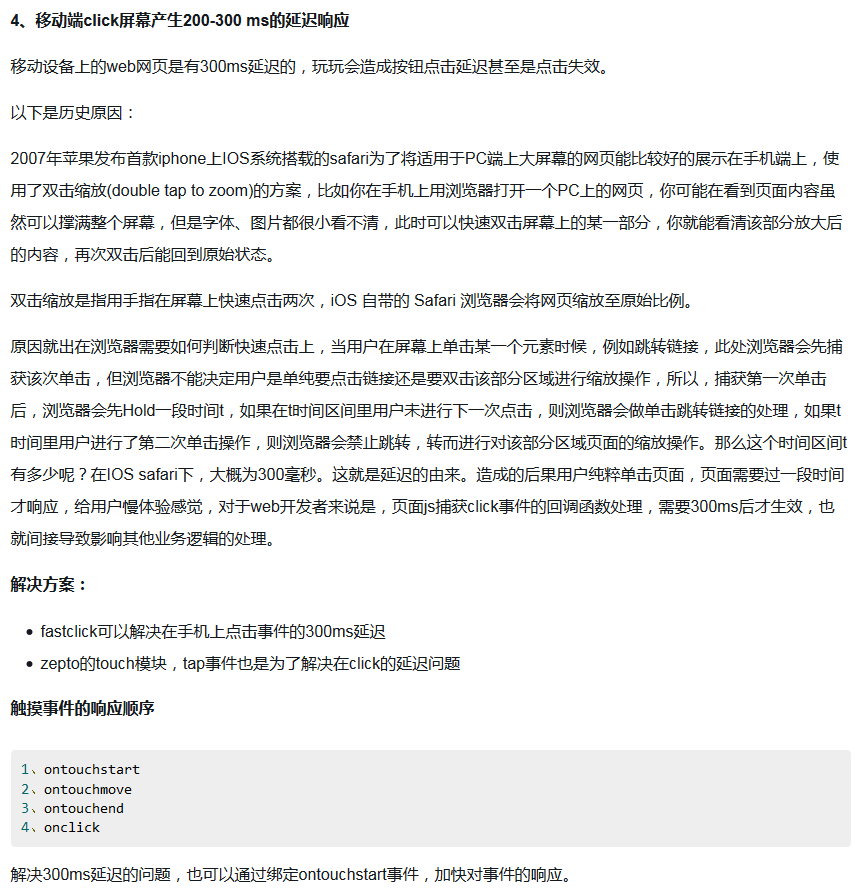 4、移动端click屏幕产生200-300 ms的延迟响应
移动设备上的web网页是有300ms延迟的，玩玩会造成按钮点击延迟甚至是点击失效。
以下是历史原因：
2007年苹果发布首款iphone上IOS系统搭载的safari为了将适用于PC端上大屏幕的网页能比较好的展示在手机端上，使
用了双击缩放(double tap to zoom)的方案，比如你在手机上用浏览器打开一个PC上的网页，你可能在看到页面内容虽
然可以撑满整个屏幕，但是字体、图片都很小看不清，此时可以快速双击屏幕上的某一部分，你就能看清该部分放大后
的内容，再次双击后能回到原始状态。
双击缩放是指用手指在屏幕上快速点击两次，iOS 自带的 Safari 浏览器会将网页缩放至原始比例。
原因就出在浏览器需要如何判断快速点击上，当用户在屏幕上单击某一个元素时候，例如跳转链接，此处浏览器会先捕
获该次单击，但浏览器不能决定用户是单纯要点击链接还是要双击该部分区域进行缩放操作，所以，捕获第一次单击
后，浏览器会先Hold一段时间t，如果在t时间区间里用户未进行下一次点击，则浏览器会做单击跳转链接的处理，如果t
时间里用户进行了第二次单击操作，则浏览器会禁止跳转，转而进行对该部分区域页面的缩放操作。那么这个时间区间t
有多少呢？在IOS safari下，大概为300毫秒。这就是延迟的由来。造成的后果用户纯粹单击页面，页面需要过一段时间
才响应，给用户慢体验感觉，对于web开发者来说是，页面js捕获click事件的回调函数处理，需要300ms后才生效，也
就间接导致影响其他业务逻辑的处理。
解决方案：
• fastclick可以解决在手机上点击事件的300ms延迟
• zepto的touch模块，tap事件也是为了解决在click的延迟问题
触摸事件的响应顺序
1、ontouchstart
2、ontouchmove
3、ontouchend
4、onclick
解决300ms延迟的问题，也可以通过绑定ontouchstart事件，加快对事件的响应。